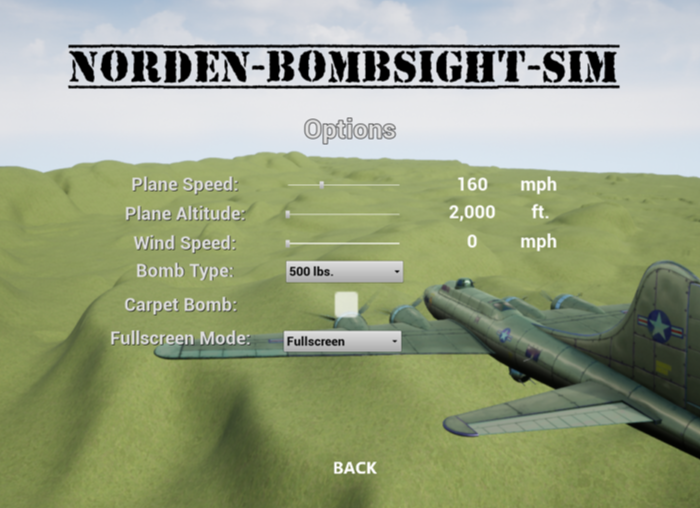 NORDEN-BOMBSIGHT-SIM
Options
Plane Speed: 160 mph
Plane Altitude: 2,000 ft.
Wind Speed: 0 mph
Bomb Type: 500 lbs.
Carpet Bomb:
Fullscreen Mode: Fullscreen
BACK